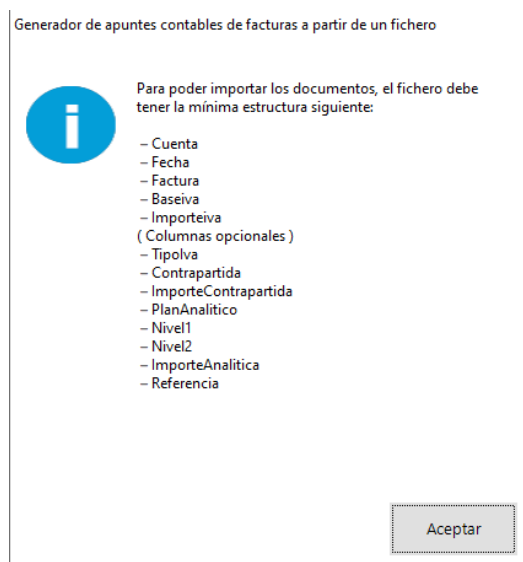 Generador de apuntes contables de facturas a partir de un fichero
Para poder importar los documentos, el fichero debe
tener la mínima estructura siguiente:
– Cuenta
– Fecha
– Factura
– Baseiva
– Importeiva
( Columnas opcionales )
– TipoIva
– Contrapartida
– ImporteContrapartida
– PlanAnalitico
– Nivel1
– Nivel2
– ImporteAnalitica
– Referencia
Aceptar